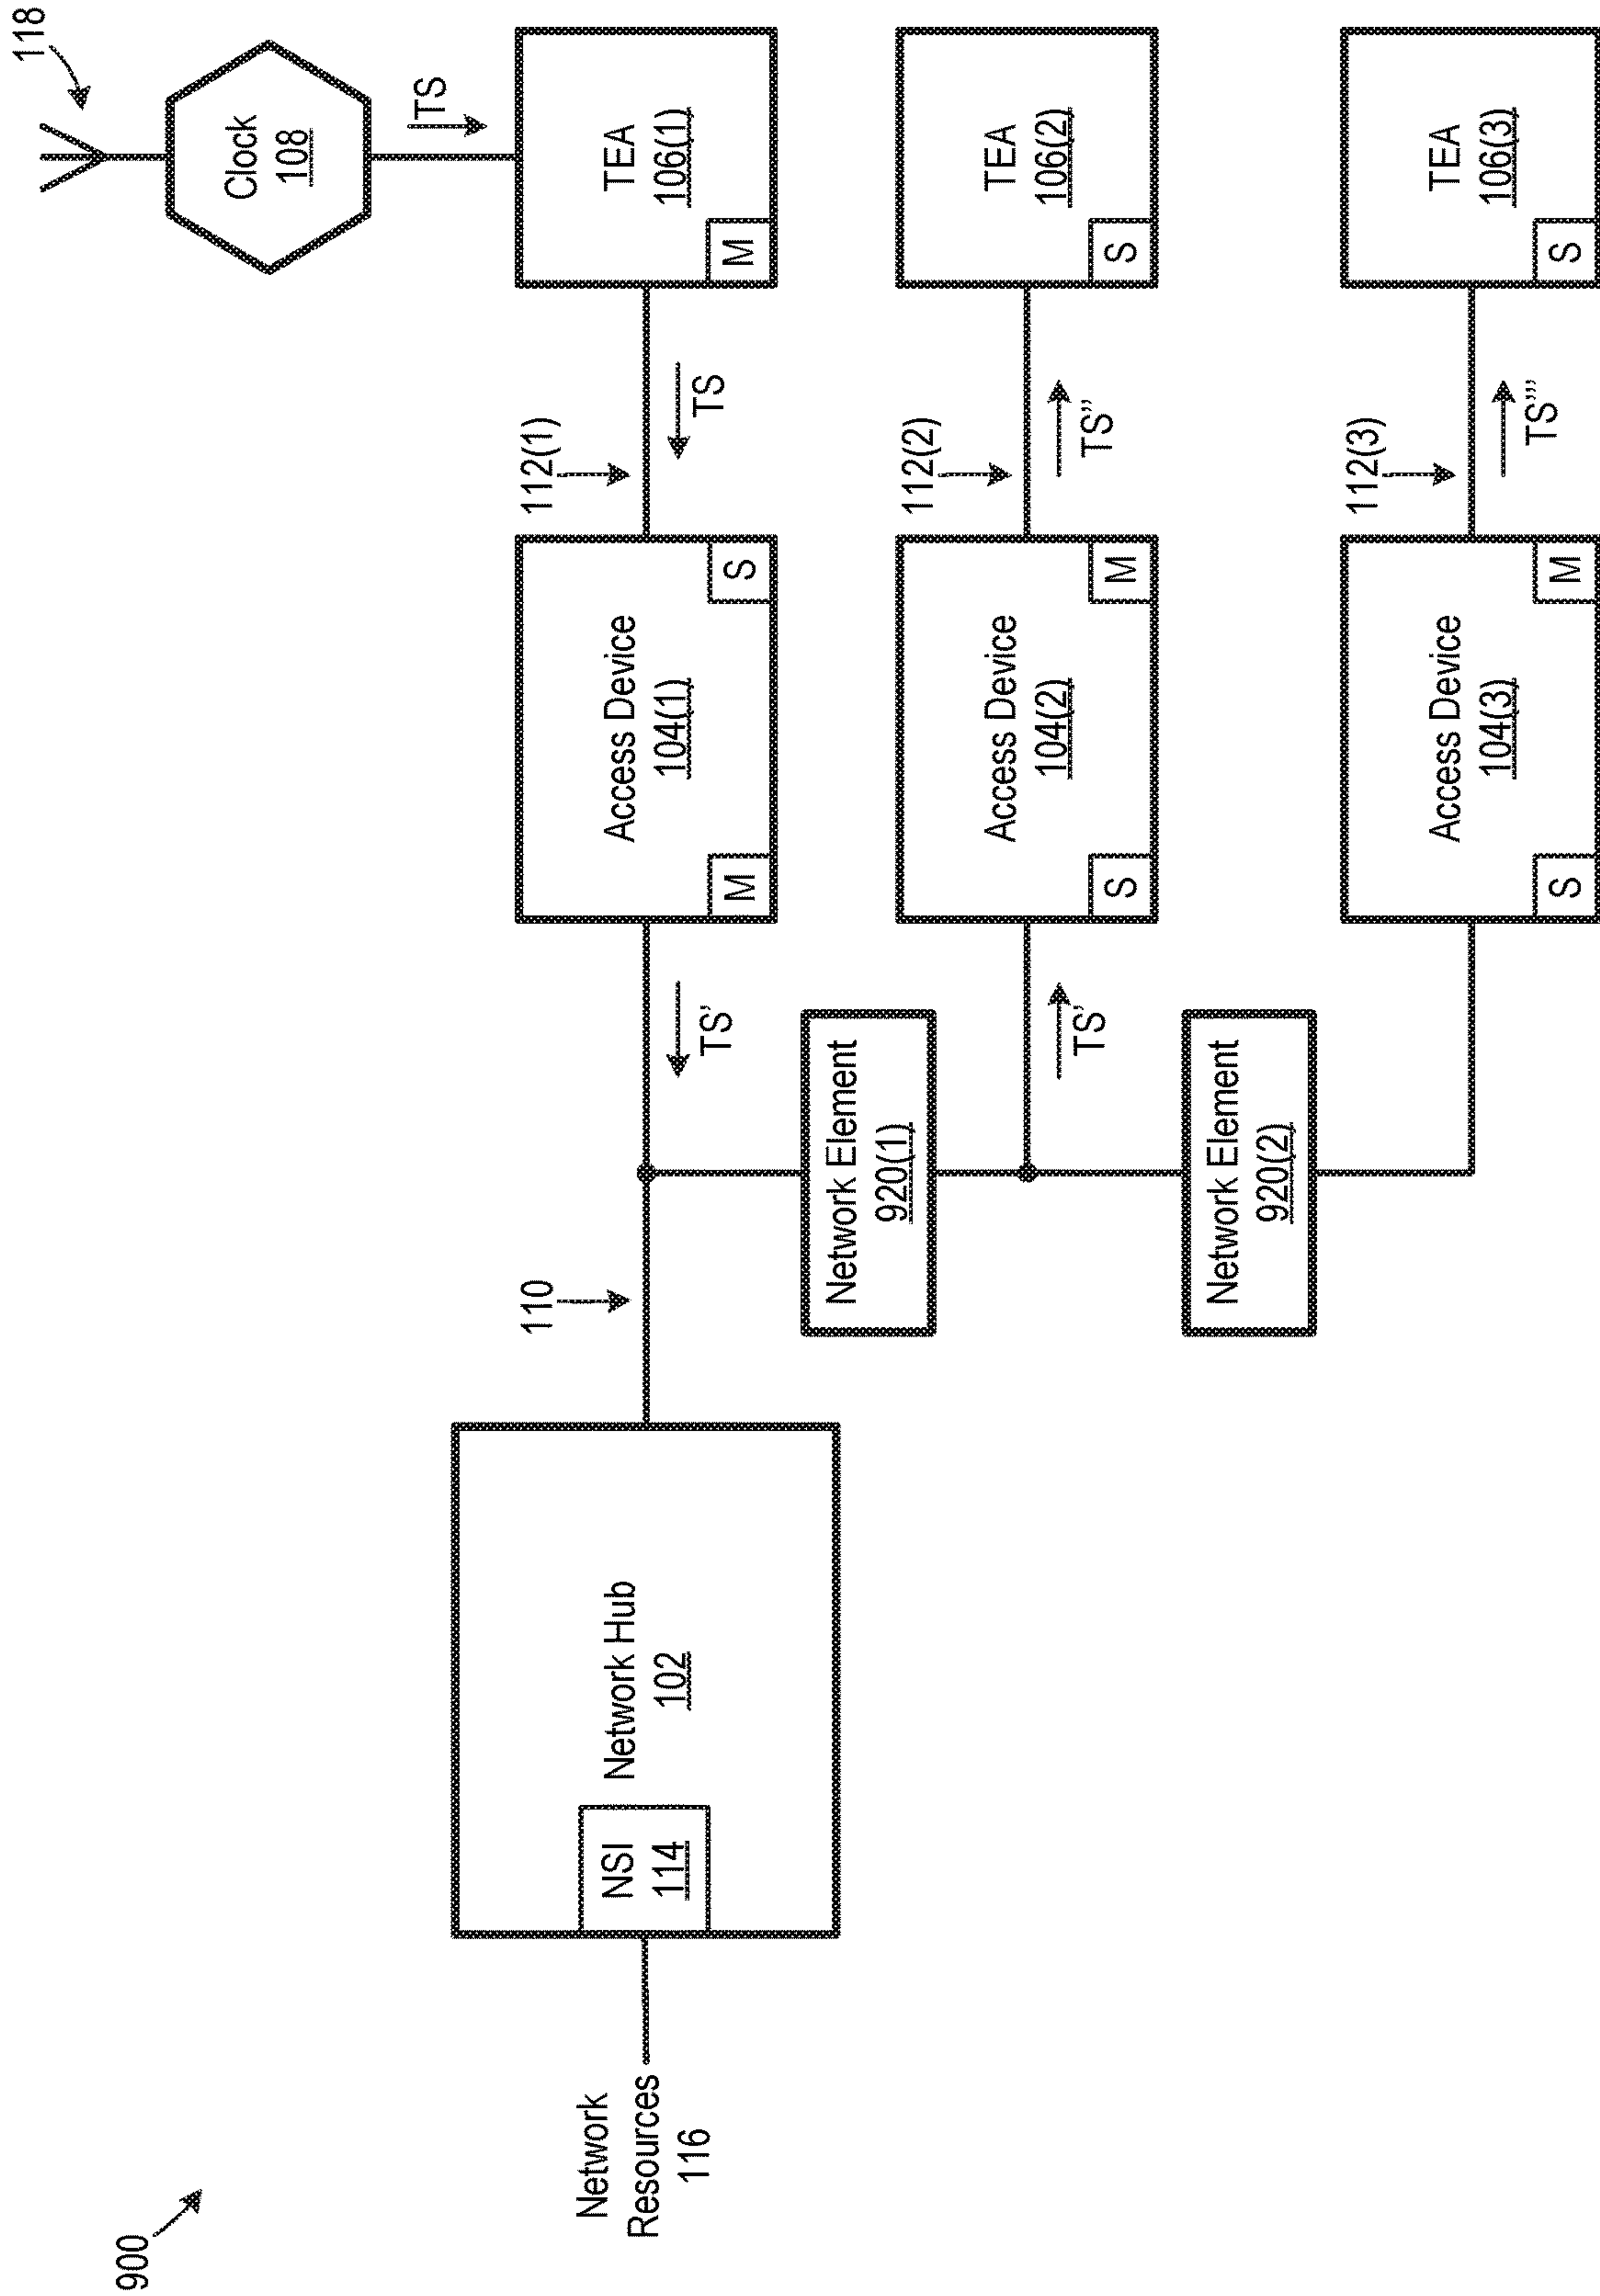 900
Network
Resources
116
NSI
114
Network Hub
102
110
TS'
M
Access Device
104(1)
S
112(1)
TS
M
TEA
106(1)
TS
Clock
108
118
Network Element
920(1)
TS'
S
Access Device
104(2)
M
112(2)
TS''
S
TEA
106(2)
Network Element
920(2)
S
Access Device
104(3)
M
112(3)
TS'''
S
TEA
106(3)